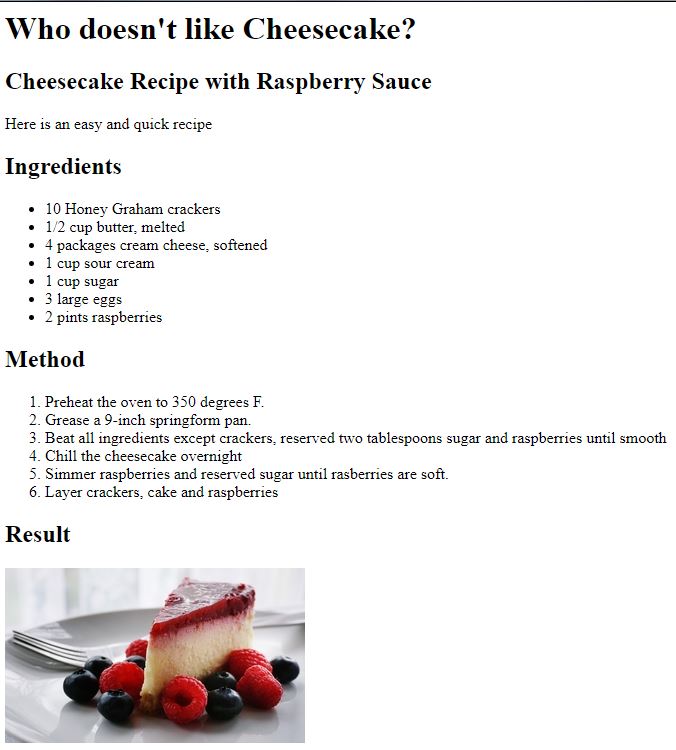 Who doesn't like Cheesecake?
Cheesecake Recipe with Raspberry Sauce
Here is an easy and quick recipe
Ingredients
• 10 Honey Graham crackers
• 1/2 cup butter, melted
• 4 packages cream cheese, softened
• 1 cup sour cream
• 1 cup sugar
• 3 large eggs
• 2 pints raspberries
Method
1. Preheat the oven to 350 degrees F.
2. Grease a 9-inch springform pan.
3. Beat all ingredients except crackers, reserved two tablespoons sugar and raspberries until smooth
4. Chill the cheesecake overnight
5. Simmer raspberries and reserved sugar until rasberries are soft.
6. Layer crackers, cake and raspberries
Result